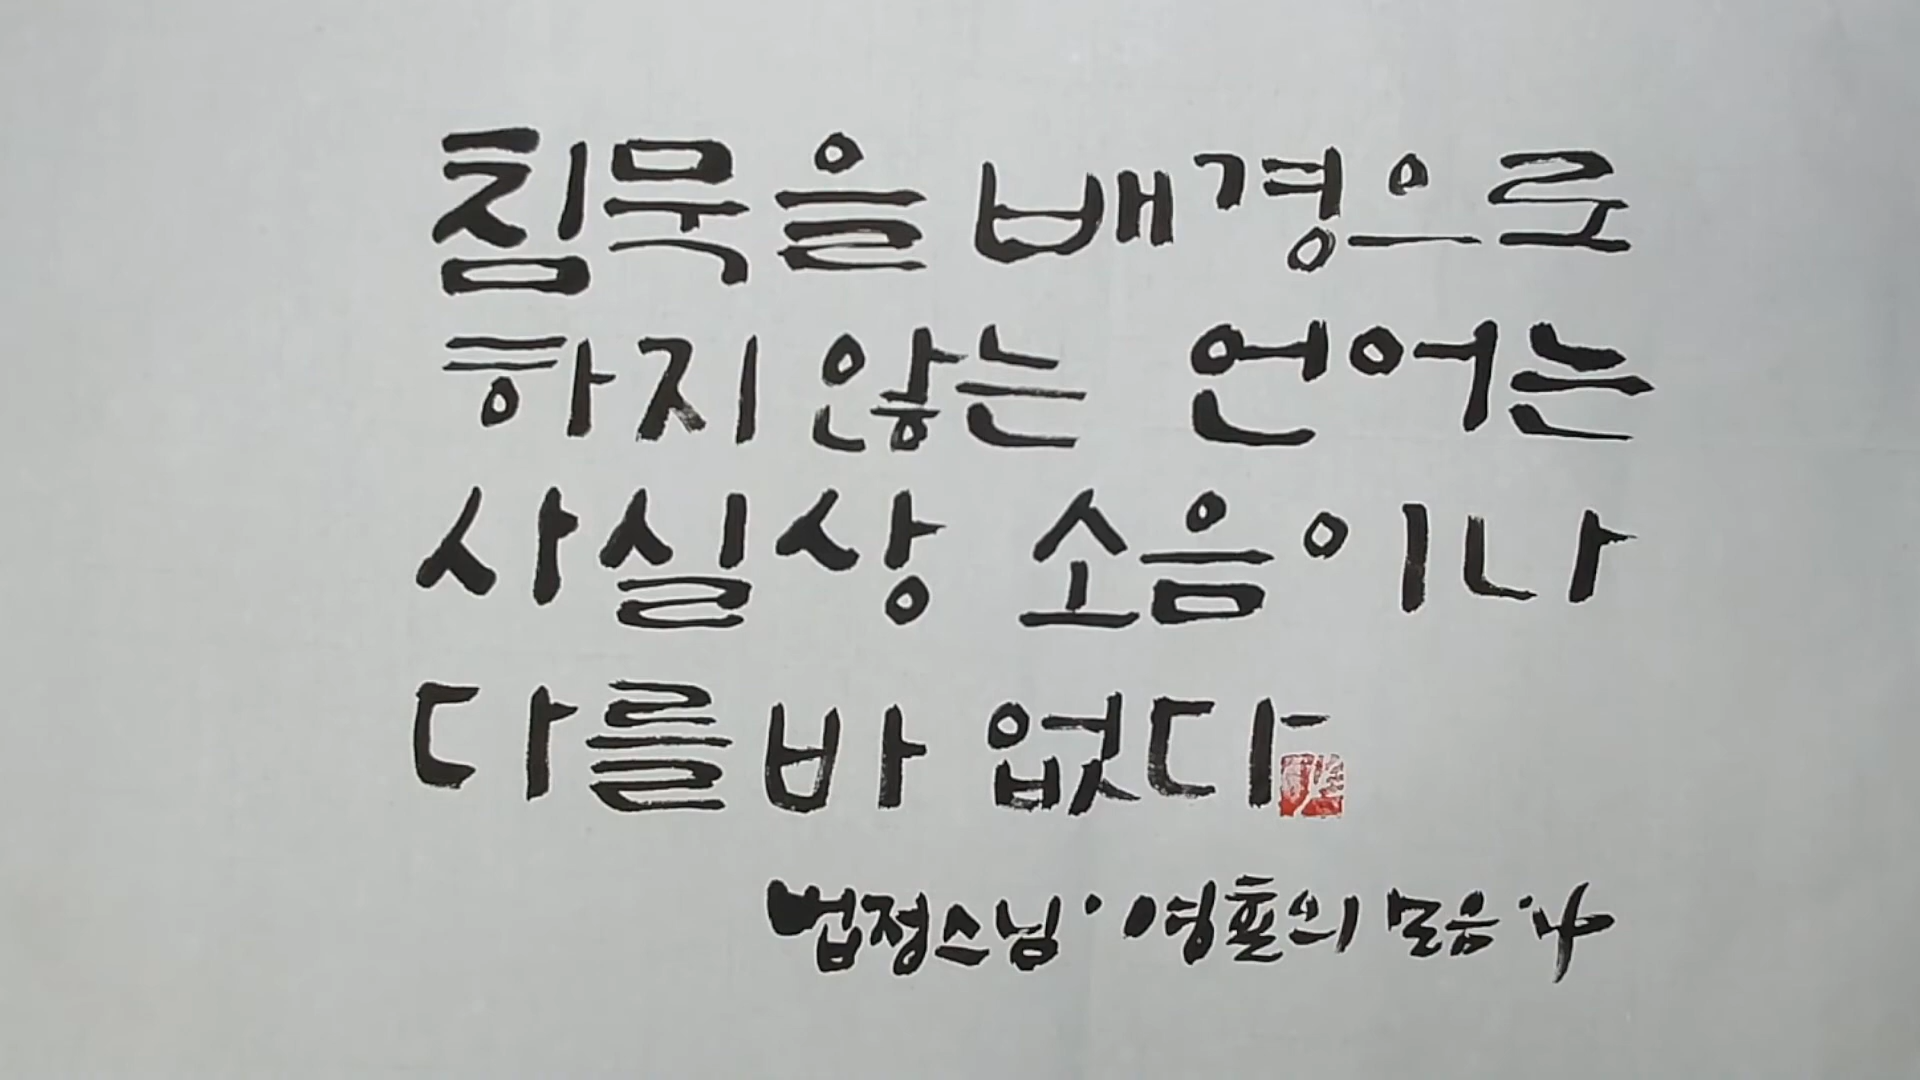 침묵을 배경으로
하지 않는 언어는
사실상 소음이나
다를바 없다
법정스님·영혼의 모음·中